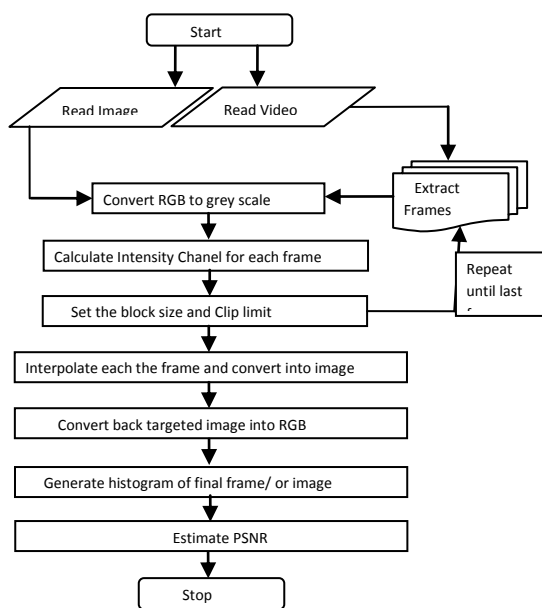 Start
Read Image
Read Video
Extract
Frames
Convert RGB to grey scale
Calculate Intensity Chanel for each frame
Repeat
until last
Set the block size and Clip limit
Interpolate each the frame and convert into image
Convert back targeted image into RGB
Generate histogram of final frame/ or image
Estimate PSNR
Stop